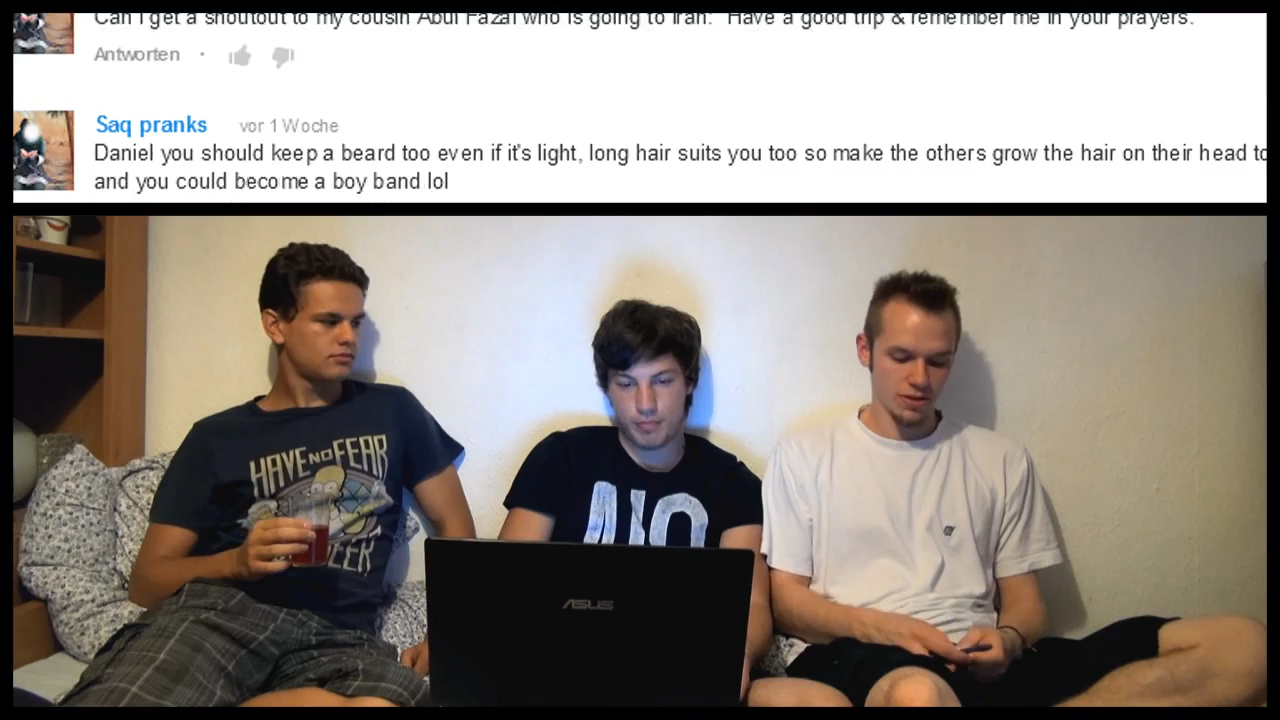 Can I get a shoutout to my cousin Abul Fazal who is going to Iran. Have a good trip & remember me in your prayers.
Antworten
Saq pranks vor 1 Woche
Daniel you should keep a beard too even if it's light, long hair suits you too so make the others grow the hair on their head
and you could become a boy band lol
HAVE NO FEAR
NO
ASUS